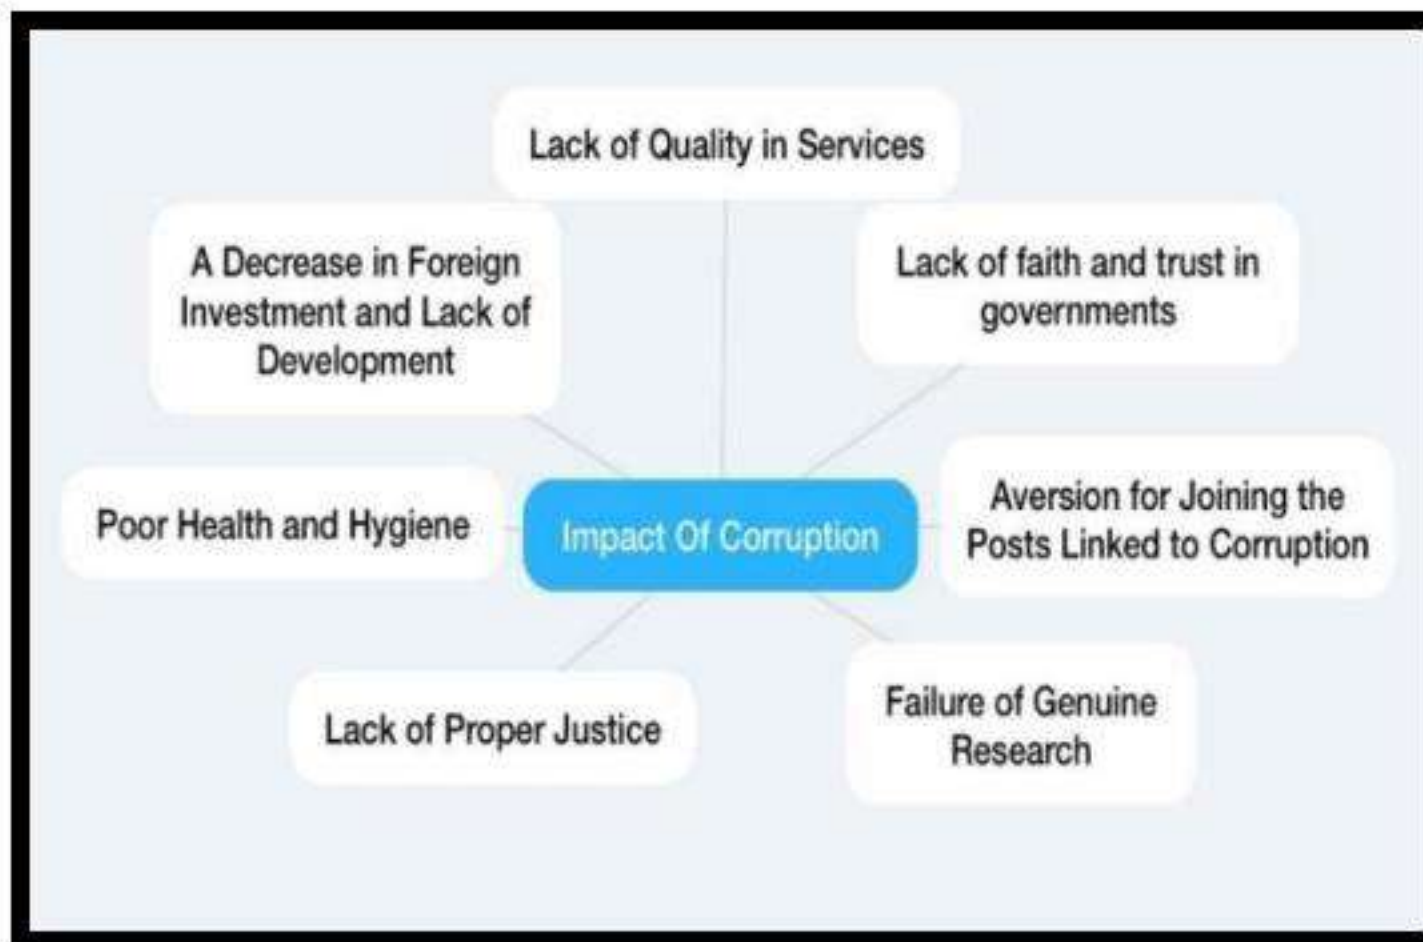 Lack of Quality in Services
A Decrease in Foreign
Investment and Lack of
Development
Lack of faith and trust in
governments
Poor Health and Hygiene
Impact Of Corruption
Aversion for Joining the
Posts Linked to Corruption
Lack of Proper Justice
Failure of Genuine
Research